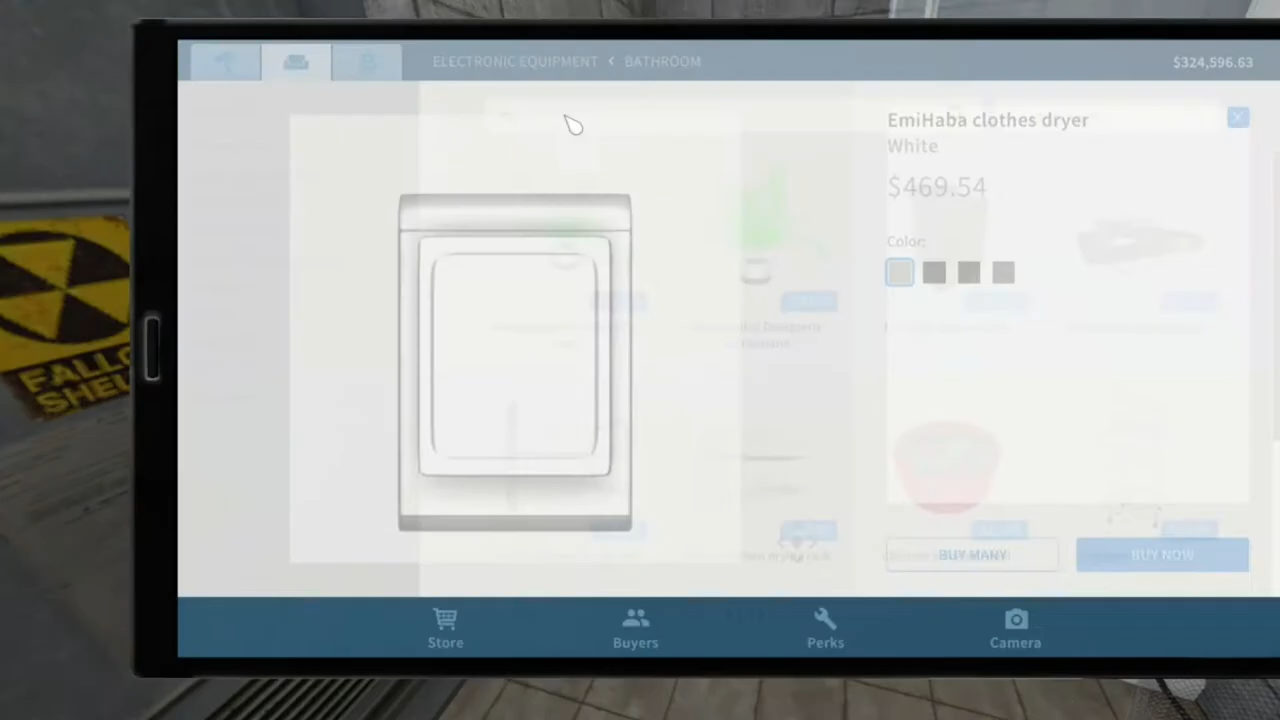 ELECTRONIC EQUIPMENT < BATHROOM
$324,596.63
EmiHaba clothes dryer
White
$469.54
Color:
BUY MANY
BUY NOW
Store
Buyers
Perks
Camera
FALLO
SHEL